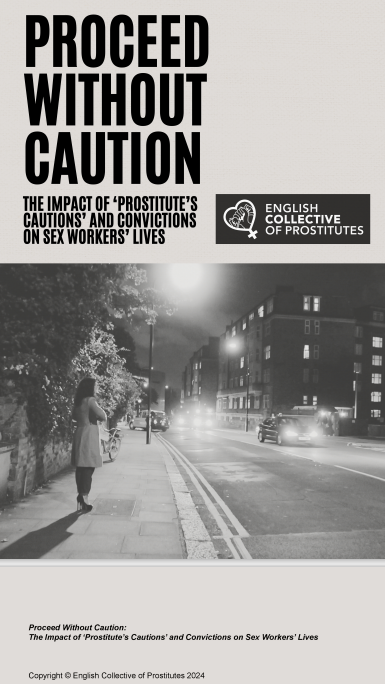 PROCEED
WITHOUT
CAUTION
THE IMPACT OF ‘PROSTITUTE’S
CAUTIONS’ AND CONVICTIONS
ON SEX WORKERS’ LIVES
ENGLISH
COLLECTIVE
OF PROSTITUTES
Proceed Without Caution:
The Impact of ‘Prostitute’s Cautions’ and Convictions on Sex Workers’ Lives
Copyright © English Collective of Prostitutes 2024